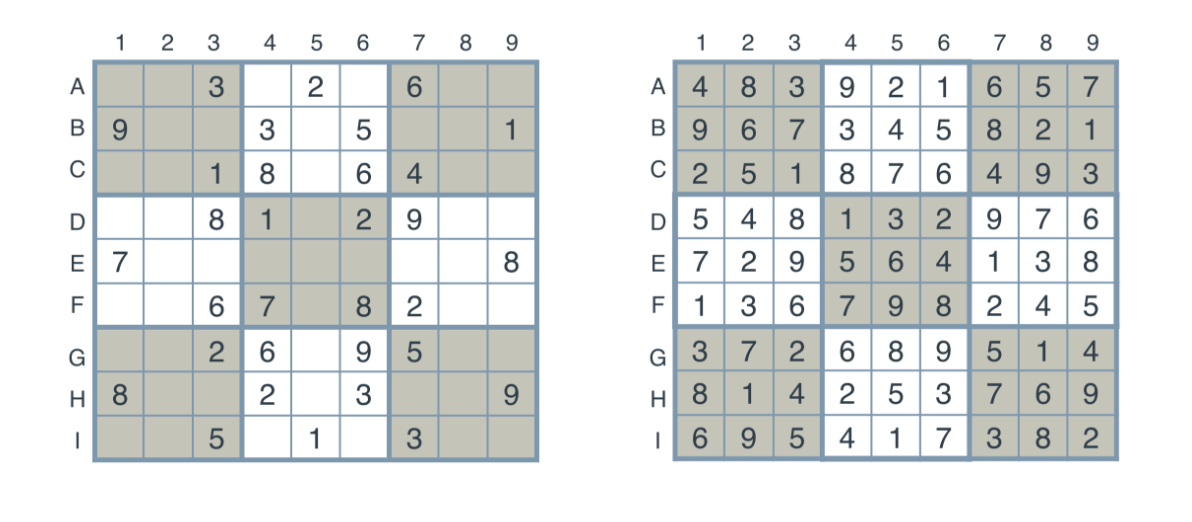 1 2 3 4 5 6 7 8 9
A 3 2 6
B 9 3 5 1
C 1 8 6 4
D 8 1 2 9
E 7 8
F 6 7 8 2
G 2 6 9 5
H 8 2 3 9
I 5 1 3
1 2 3 4 5 6 7 8 9
A 4 8 3 9 2 1 6 5 7
B 9 6 7 3 4 5 8 2 1
C 2 5 1 8 7 6 4 9 3
D 5 4 8 1 3 2 9 7 6
E 7 2 9 5 6 4 1 3 8
F 1 3 6 7 9 8 2 4 5
G 3 7 2 6 8 9 5 1 4
H 8 1 4 2 5 3 7 6 9
I 6 9 5 4 1 7 3 8 2